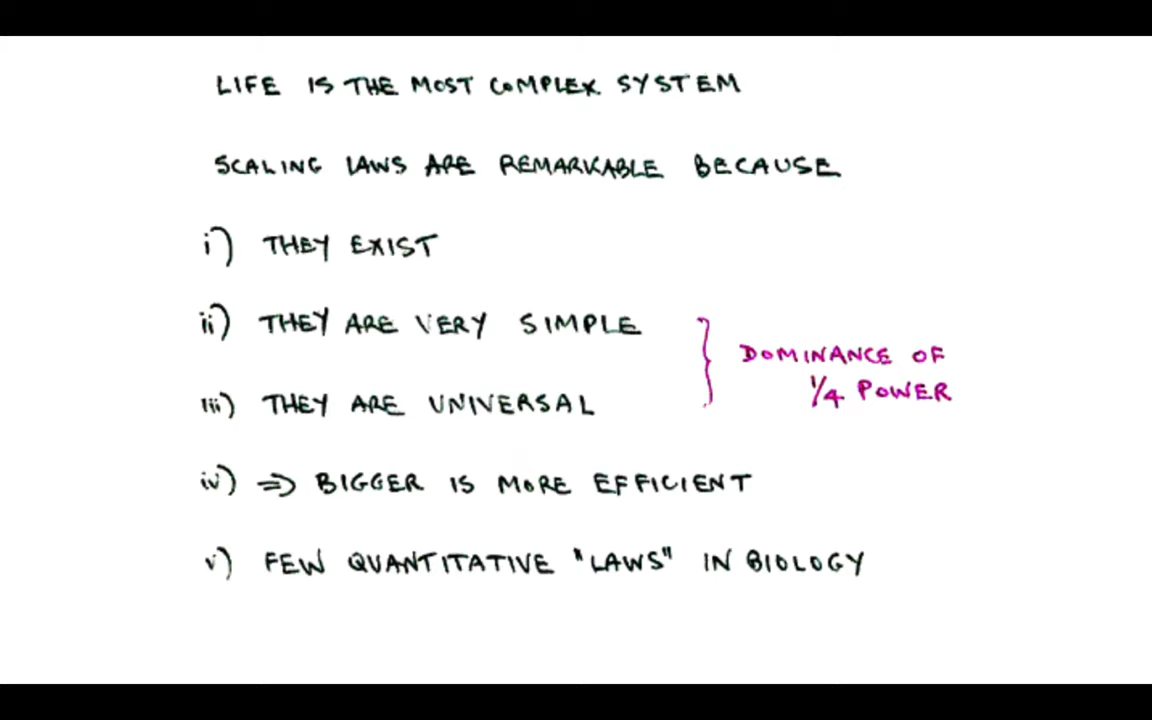 LIFE IS THE MOST COMPLEX SYSTEM
SCALING LAWS ARE REMARKABLE BECAUSE
i) THEY EXIST
ii) THEY ARE VERY SIMPLE
iii) THEY ARE UNIVERSAL
DOMINANCE OF
1/4 POWER
iv) ⇒ BIGGER IS MORE EFFICIENT
v) FEW QUANTITATIVE "LAWS" IN BIOLOGY